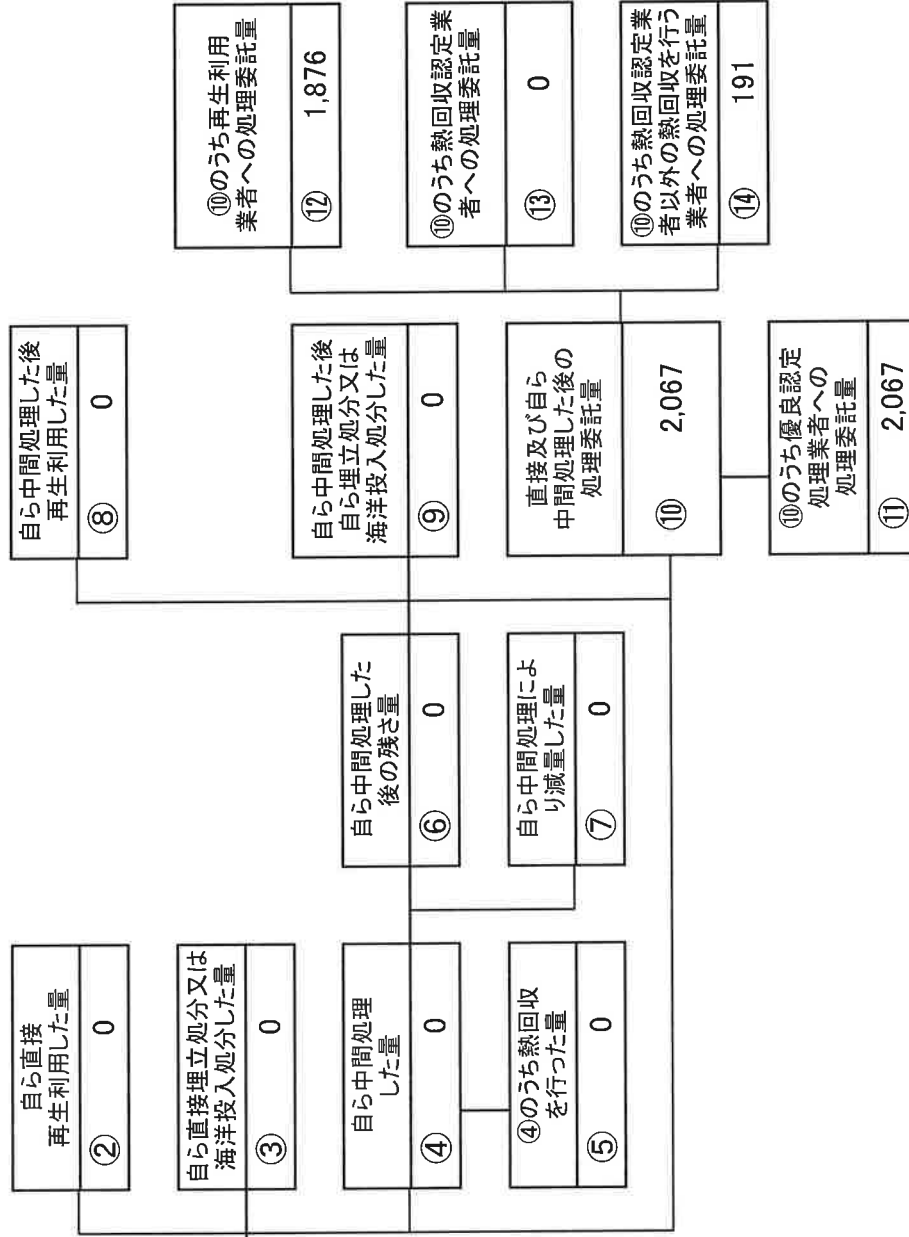 自ら直接
再生利用した量
② 0
自ら直接埋立処分又は
海洋投入処分した量
③ 0
自ら中間処理
した量
④ 0
④のうち熱回収
を行った量
⑤ 0
自ら中間処理した
後の残さ量
⑥ 0
自ら中間処理によ
り減量した量
⑦ 0
自ら中間処理した後
再生利用した量
⑧ 0
自ら中間処理した後
自ら埋立処分又は
海洋投入処分した量
⑨ 0
直接及び自ら
中間処理した後の
処理委託量
⑩ 2,067
⑩のうち優良認定
処理業者への
処理委託量
⑪ 2,067
⑩のうち再生利用
業者への処理委託量
⑫ 1,876
⑩のうち熱回収認定業
者への処理委託量
⑬ 0
⑩のうち熱回収認定業
者以外の熱回収を行う
業者への処理委託量
⑭ 191